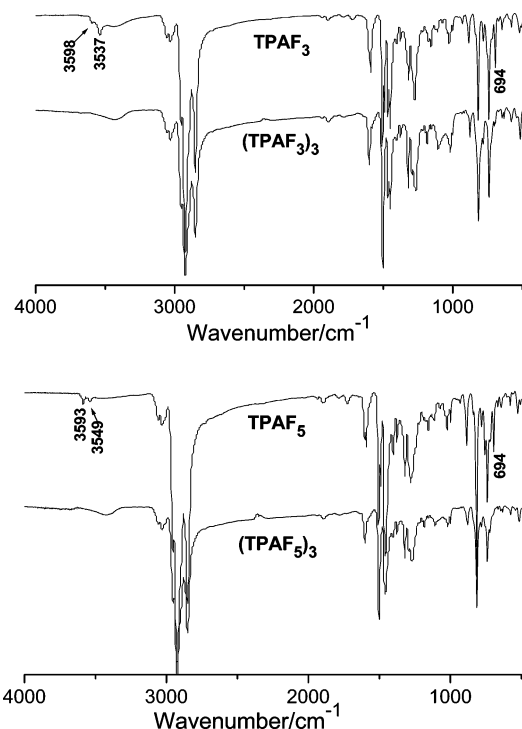 TPAF3
3598
3537
694
(TPAF3)3
4000 3000 2000 1000
Wavenumber/cm-1
TPAF5
3593
3549
694
(TPAF5)3
4000 3000 2000 1000
Wavenumber/cm-1